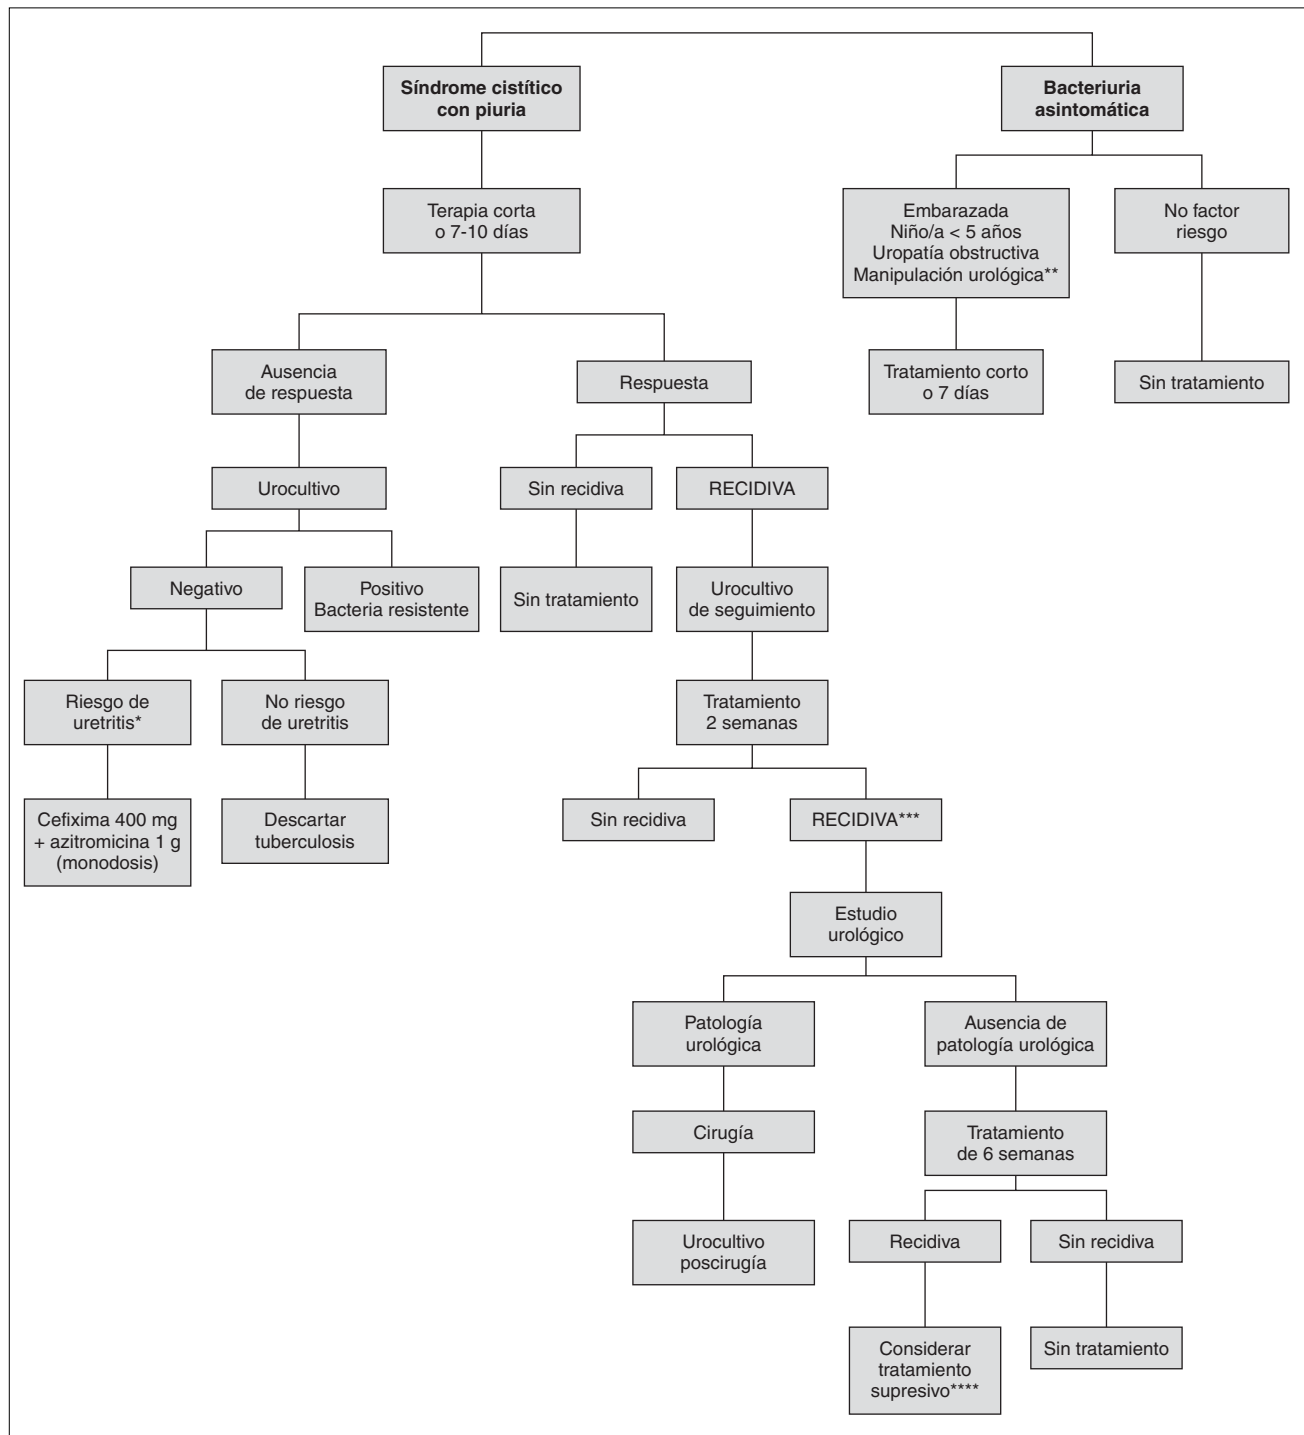 Síndrome cistítico
con piuria
Bacteriuria
asintomática
Terapia corta
o 7-10 días
Embarazada
Niño/a < 5 años
Uropatía obstructiva
Manipulación urológica**
No factor
riesgo
Ausencia
de respuesta
Respuesta
Tratamiento corto
o 7 días
Sin tratamiento
Urocultivo
Sin recidiva
RECIDIVA
Negativo
Positivo
Bacteria resistente
Sin tratamiento
Urocultivo
de seguimiento
Riesgo de
uretritis*
No riesgo
de uretritis
Tratamiento
2 semanas
Cefixima 400 mg
+ azitromicina 1 g
(monodosis)
Descartar
tuberculosis
Sin recidiva
RECIDIVA***
Estudio
urológico
Patología
urológica
Ausencia de
patología urológica
Cirugía
Tratamiento
de 6 semanas
Urocultivo
poscirugía
Recidiva
Sin recidiva
Considerar
tratamiento
supresivo****
Sin tratamiento